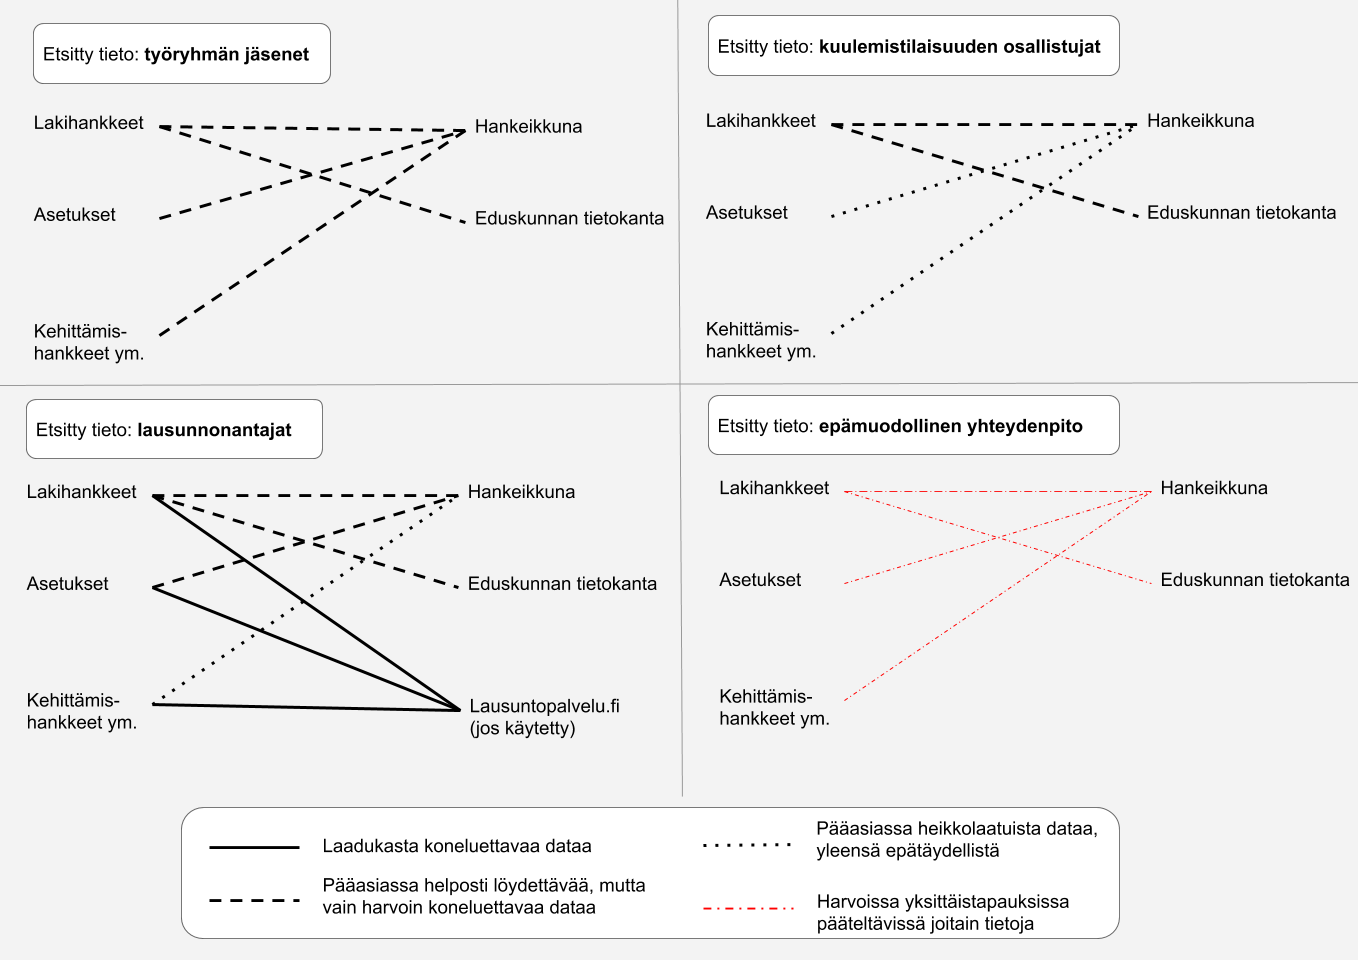 Etsitty tieto: työryhmän jäsenet
Lakihankkeet
Hankeikkuna
Asetukset
Eduskunnan tietokanta
Kehittämis-
hankkeet ym.
Etsitty tieto: kuulemistilaisuuden osallistujat
Lakihankkeet
Hankeikkuna
Asetukset
Eduskunnan tietokanta
Kehittämis-
hankkeet ym.
Etsitty tieto: lausunnonantajat
Lakihankkeet
Hankeikkuna
Asetukset
Eduskunnan tietokanta
Kehittämis-
hankkeet ym.
Lausuntopalvelu.fi
(jos käytetty)
Etsitty tieto: epämuodollinen yhteydenpito
Lakihankkeet
Hankeikkuna
Asetukset
Eduskunnan tietokanta
Kehittämis-
hankkeet ym.
Laadukasta koneluettavaa dataa
Pääasiassa helposti löydettävää, mutta
vain harvoin koneluettavaa dataa
Pääasiassa heikkolaatuista dataa,
yleensä epätäydellistä
Harvoissa yksittäistapauksissa
pääteltävissä joitain tietoja